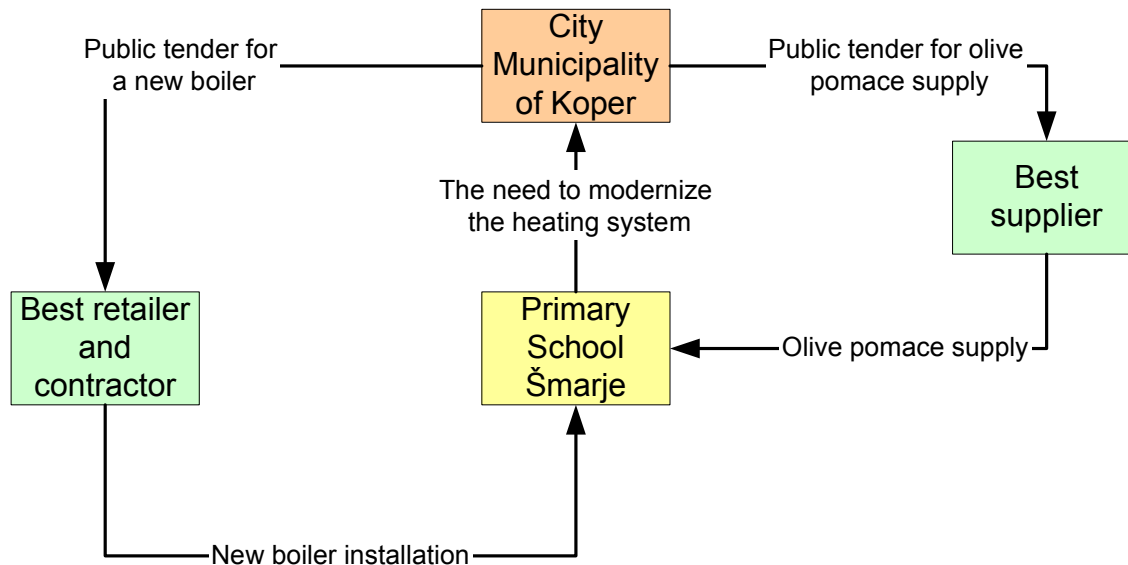 Public tender for
a new boiler
City
Municipality
of Koper
Public tender for olive
pomace supply
The need to modernize
the heating system
Best
supplier
Best retailer
and
contractor
Primary
School
Šmarje
Olive pomace supply
New boiler installation